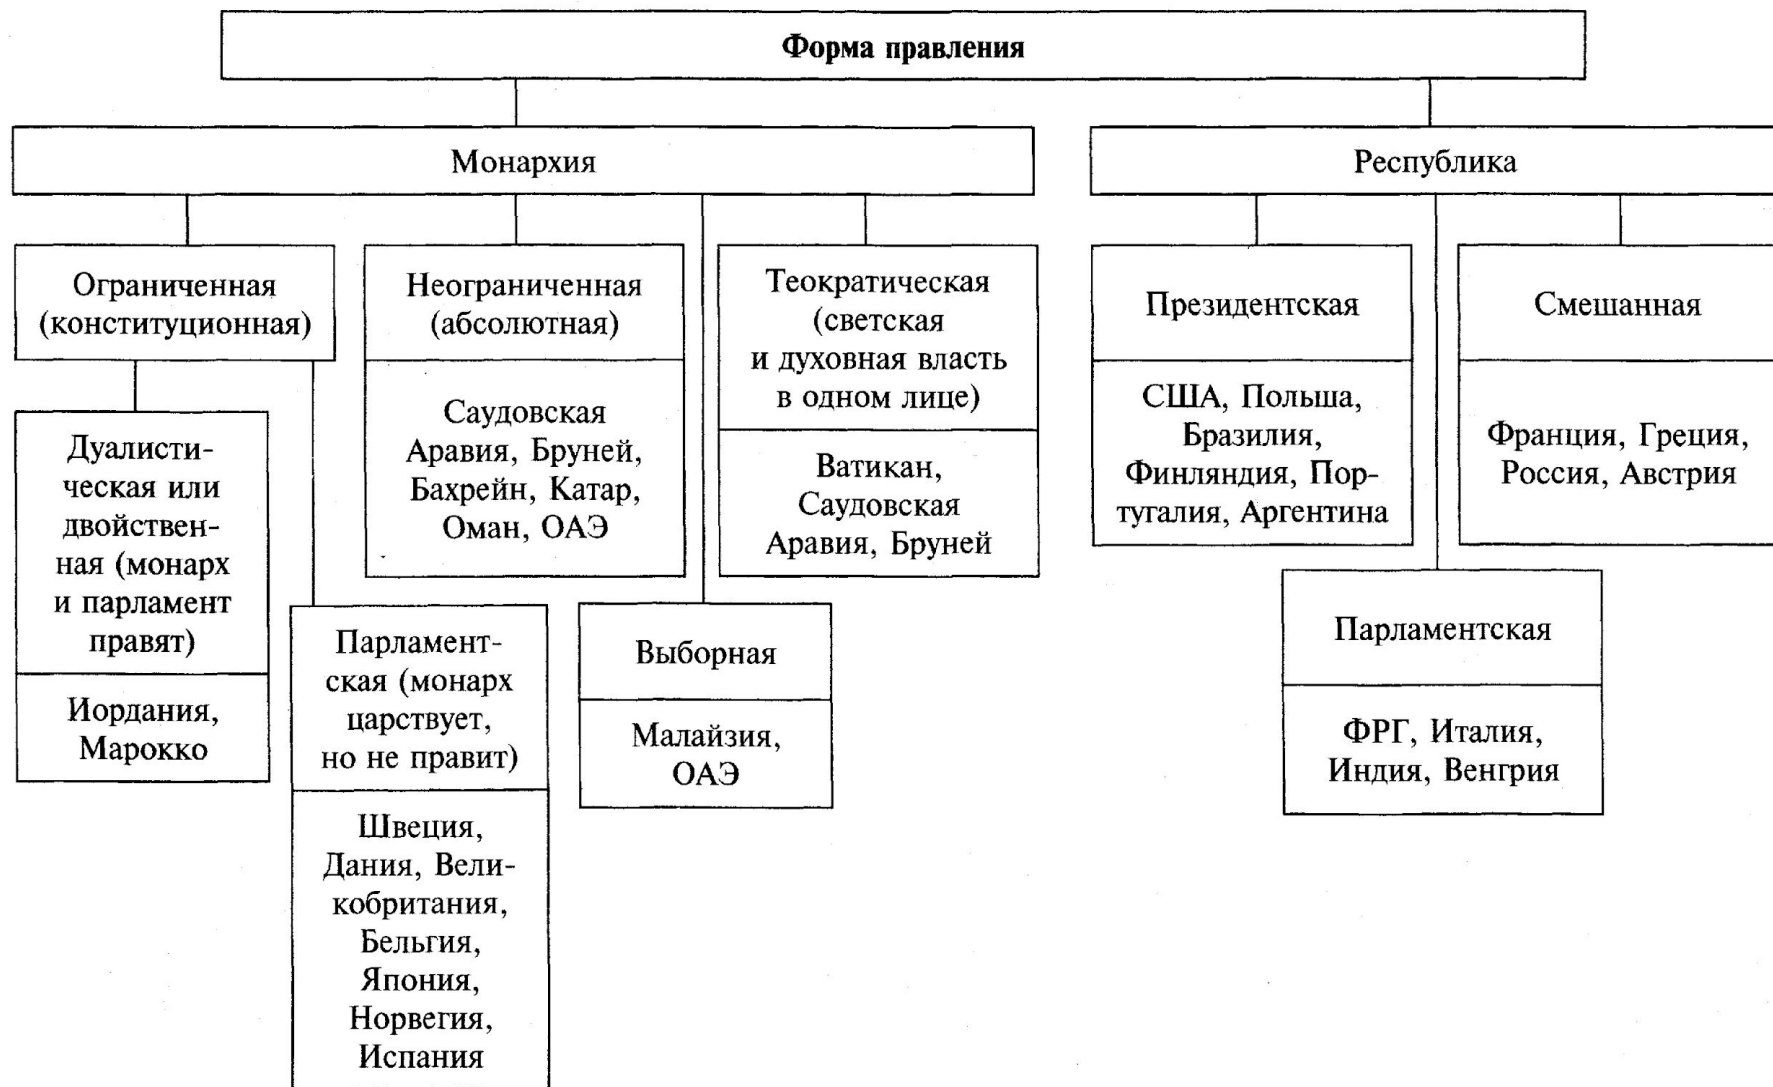 Форма правления
Монархия
Республика
Ограниченная
(конституционная)
Неограниченная
(абсолютная)
Теократическая
(светская
и духовная власть
в одном лице)
Президентская
Смешанная
Дуалисти-
ческая или
двойствен-
ная (монарх
и парламент
правят)
Иордания,
Марокко
Саудовская
Аравия, Бруней,
Бахрейн, Катар,
Оман, ОАЭ
Ватикан,
Саудовская
Аравия, Бруней
США, Польша,
Бразилия,
Финляндия, Пор-
тугалия, Аргентина
Франция, Греция,
Россия, Австрия
Парламент-
ская (монарх
царствует,
но не правит)
Швеция,
Дания, Вели-
кобритания,
Бельгия,
Япония,
Норвегия,
Испания
Выборная
Малайзия,
ОАЭ
Парламентская
ФРГ, Италия,
Индия, Венгрия